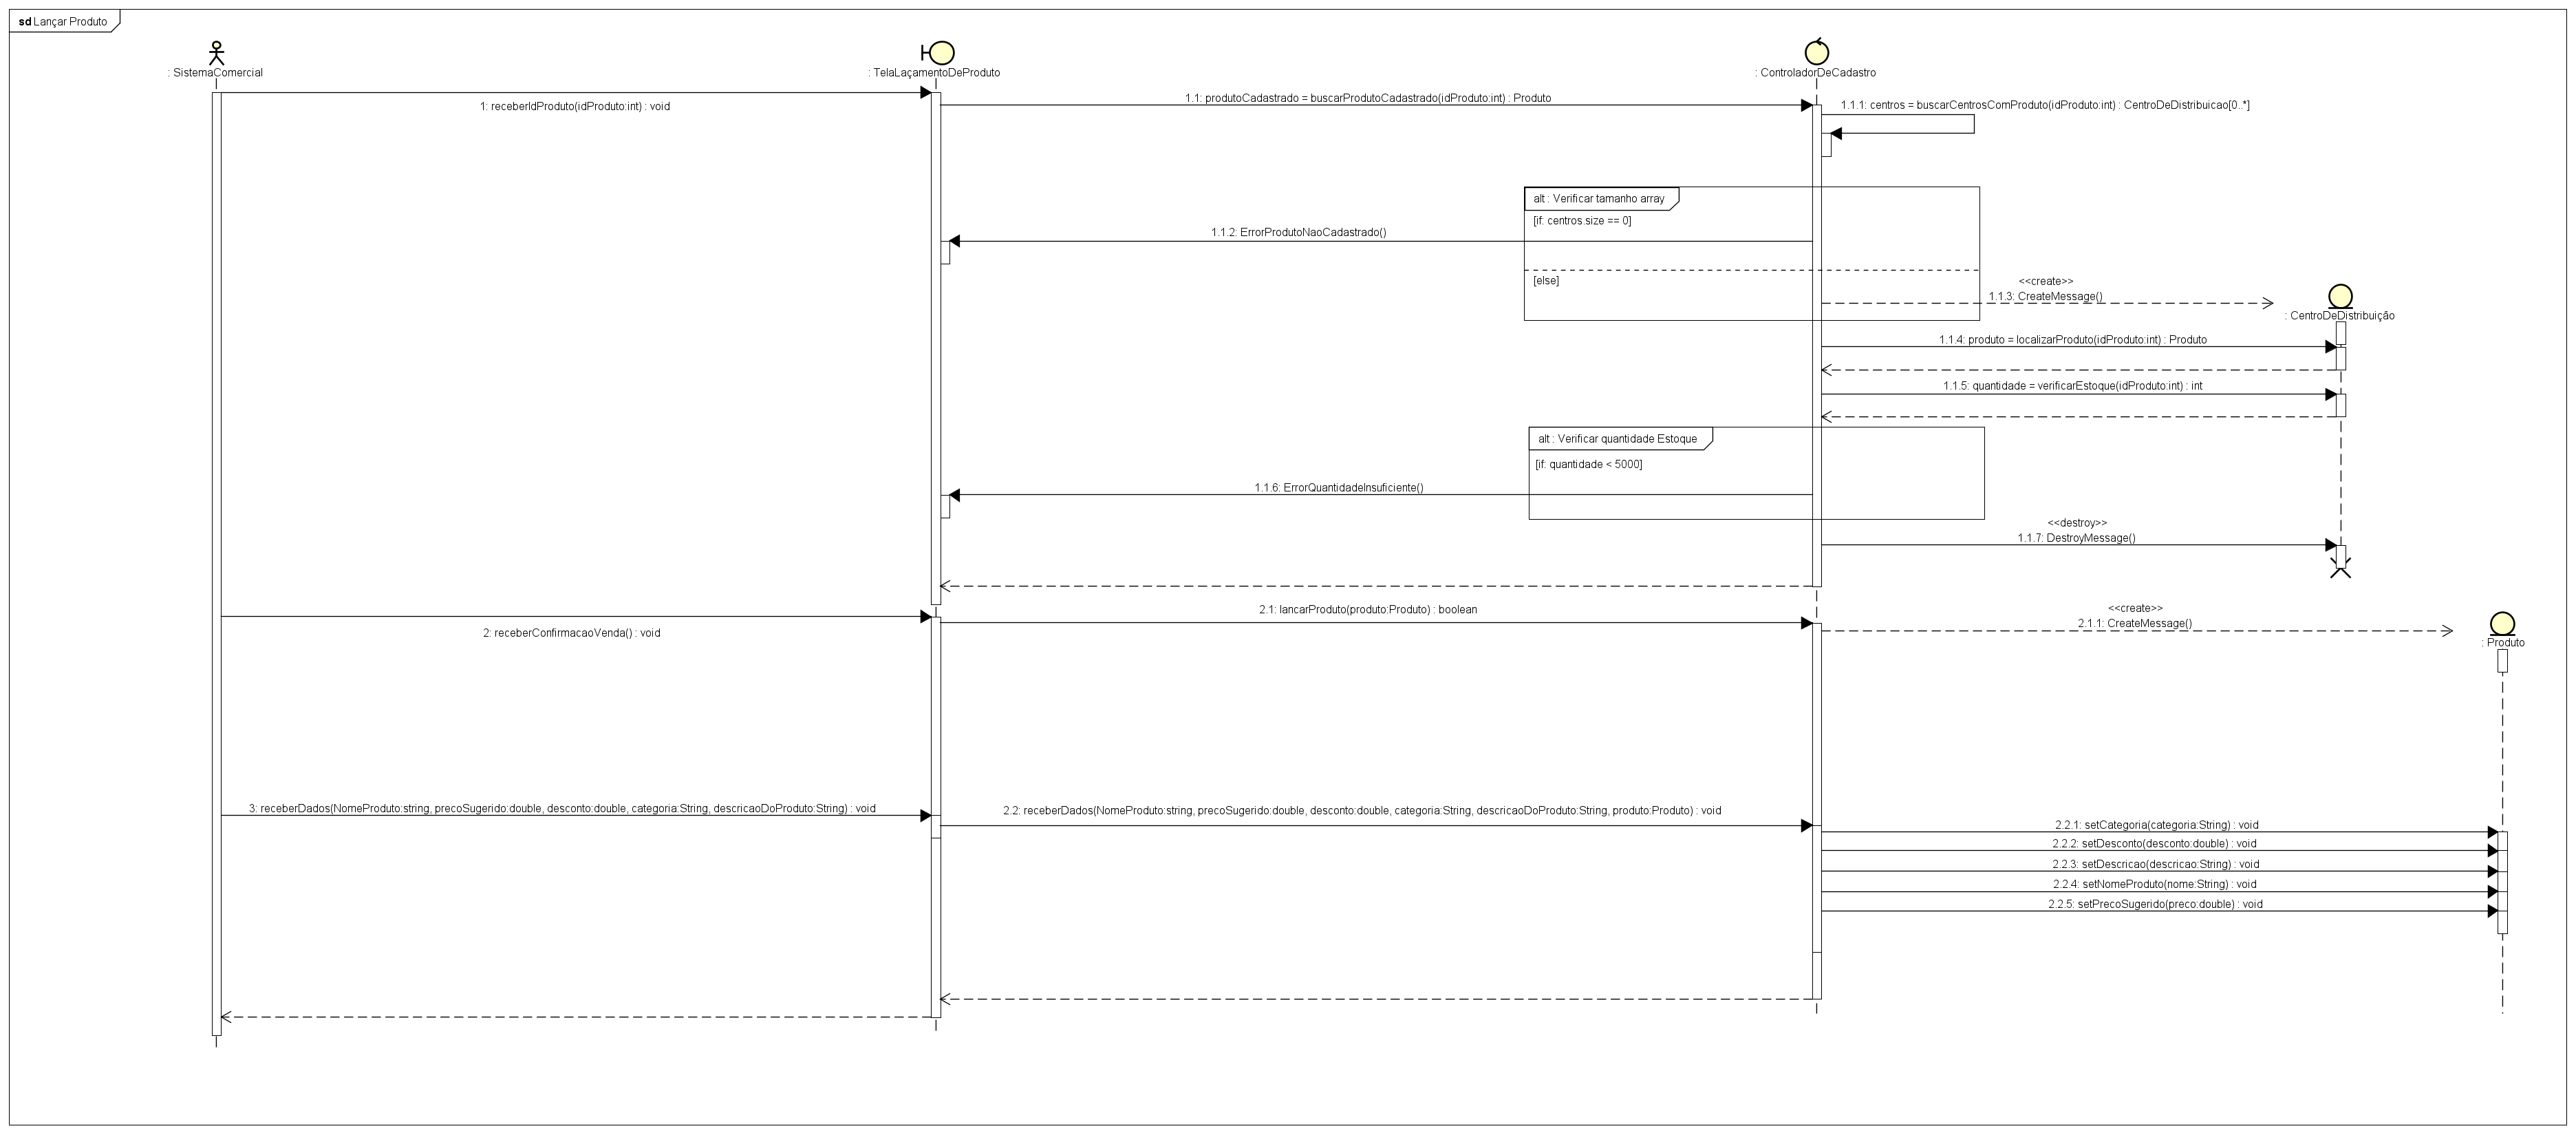 sd Lançar Produto
: SistemaComercial
: TelaLaçamentoDeProduto
: ControladorDeCadastro
1: receberIdProduto(idProduto:int) : void
1.1: produtoCadastrado = buscarProdutoCadastrado(idProduto:int) : Produto
1.1.1: centros = buscarCentrosComProduto(idProduto:int) : CentroDeDistribuicao[0..*]
alt : Verificar tamanho array
[if: centros.size == 0]
1.1.2: ErrorProdutoNaoCadastrado()
[else]
<<create>>
1.1.3: CreateMessage()
: CentroDeDistribuição
1.1.4: produto = localizarProduto(idProduto:int) : Produto
1.1.5: quantidade = verificarEstoque(idProduto:int) : int
alt : Verificar quantidade Estoque
[if: quantidade < 5000]
1.1.6: ErrorQuantidadeInsuficiente()
<<destroy>>
1.1.7: DestroyMessage()
2: receberConfirmacaoVenda() : void
2.1: lancarProduto(produto:Produto) : boolean
<<create>>
2.1.1: CreateMessage()
: Produto
3: receberDados(NomeProduto:string, precoSugerido:double, desconto:double, categoria:String, descricaoDoProduto:String) : void
2.2: receberDados(NomeProduto:string, precoSugerido:double, desconto:double, categoria:String, descricaoDoProduto:String, produto:Produto) : void
2.2.1: setCategoria(categoria:String) : void
2.2.2: setDesconto(desconto:double) : void
2.2.3: setDescricao(descricao:String) : void
2.2.4: setNomeProduto(nome:String) : void
2.2.5: setPrecoSugerido(preco:double) : void